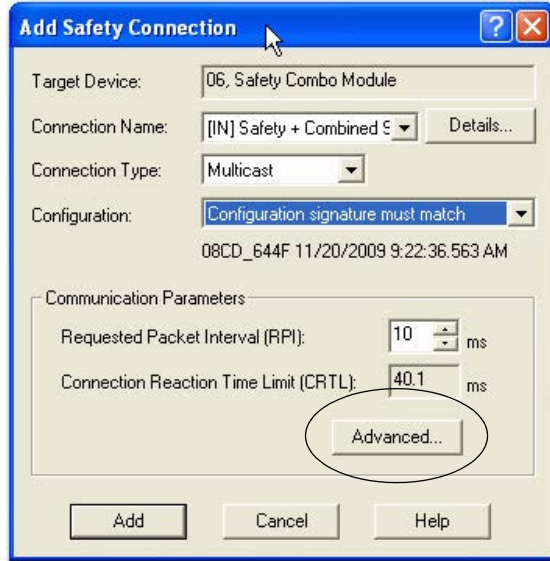 Add Safety Connection
Target Device: 06, Safety Combo Module
Connection Name: [IN] Safety + Combined Details...
Connection Type: Multicast
Configuration: Configuration signature must match
08CD_644F 11/20/2009 9:22:36.563 AM
Communication Parameters
Requested Packet Interval (RPI): 10 ms
Connection Reaction Time Limit (CRTL): 40.1 ms
Advanced...
Add Cancel Help